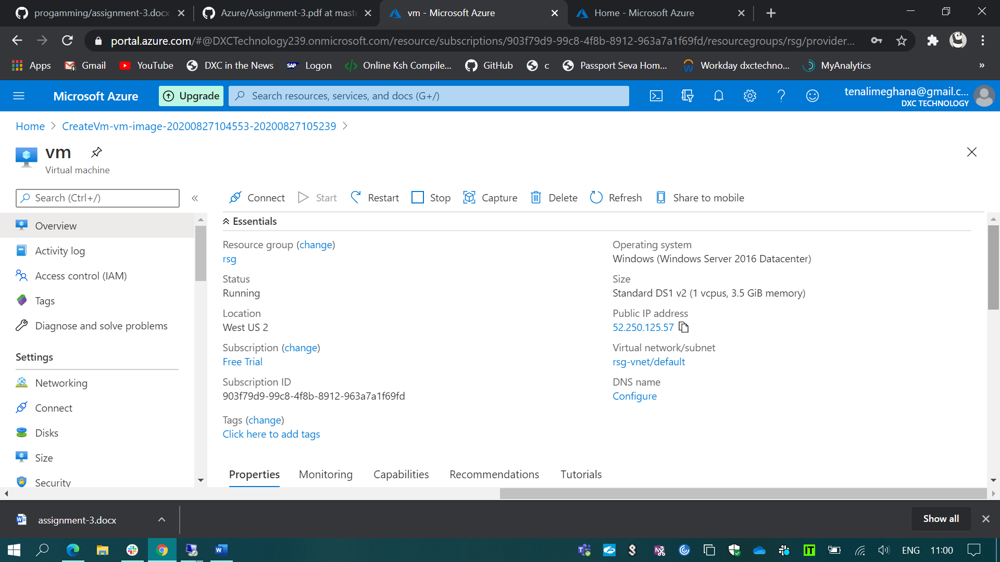 progamming/assignment-3.docx
Azure/Assignment-3.pdf at maste
vm - Microsoft Azure
Home - Microsoft Azure
portal.azure.com/#@DXCTechnology239.onmicrosoft.com/resource/subscriptions/903f79d9-99c8-4f8b-8912-963a7a1f69fd/resourcegroups/rsg/provider...
Apps
Gmail
YouTube
DXC in the News
SAP
Logon
Online Ksh Compile...
GitHub
c
Passport Seva Hom...
Workday dxctechno...
MyAnalytics
»
Microsoft Azure
Upgrade
Search resources, services, and docs (G+/)
tenalimeghana@gmail.c...
DXC TECHNOLOGY
Home > CreateVm-vm-image-20200827104553-20200827105239 >
vm
Virtual machine
Search (Ctrl+/)
«
Connect
Start
Restart
Stop
Capture
Delete
Refresh
Share to mobile
Overview
Activity log
Access control (IAM)
Tags
Diagnose and solve problems
Settings
Networking
Connect
Disks
Size
Security
Essentials
Resource group (change)
rsg
Status
Running
Location
West US 2
Subscription (change)
Free Trial
Subscription ID
903f79d9-99c8-4f8b-8912-963a7a1f69fd
Tags (change)
Click here to add tags
Operating system
Windows (Windows Server 2016 Datacenter)
Size
Standard DS1 v2 (1 vcpus, 3.5 GiB memory)
Public IP address
52.250.125.57
Virtual network/subnet
rsg-vnet/default
DNS name
Configure
Properties
Monitoring
Capabilities
Recommendations
Tutorials
assignment-3.docx
Show all
ENG
11:00